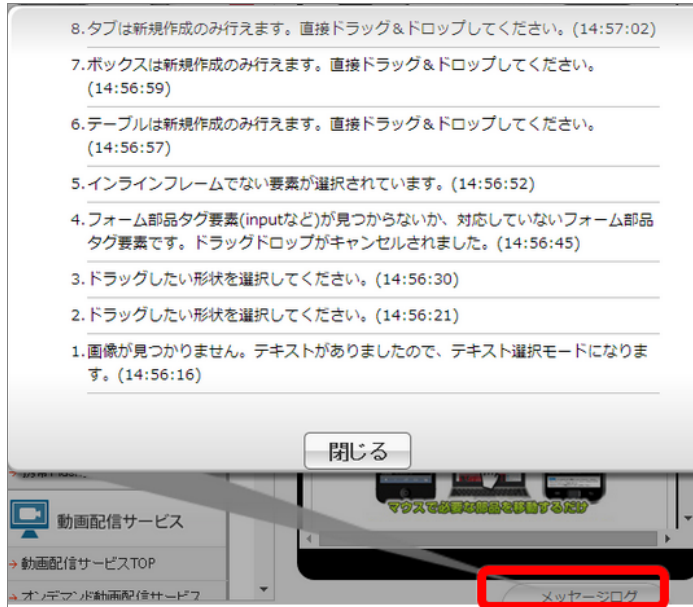 8.タブは新規作成のみ行えます。直接ドラッグ&ドロップしてください。(14:57:02)
7.ボックスは新規作成のみ行えます。直接ドラッグ&ドロップしてください。
(14:56:59)
6.テーブルは新規作成のみ行えます。直接ドラッグ&ドロップしてください。
(14:56:57)
5.インラインフレームでない要素が選択されています。(14:56:52)
4.フォーム部品タグ要素(inputなど)が見つからないか、対応していないフォーム部品
タグ要素です。ドラッグドロップがキャンセルされました。(14:56:45)
3.ドラッグしたい形状を選択してください。(14:56:30)
2.ドラッグしたい形状を選択してください。(14:56:21)
1.画像が見つかりません。テキストがありましたので、テキスト選択モードになりま
す。(14:56:16)
閉じる
マウスで必要な部品を移動するだけ
動画配信サービス
動画配信サービスTOP
オンデマンド動画配信サービス
メッセージログ